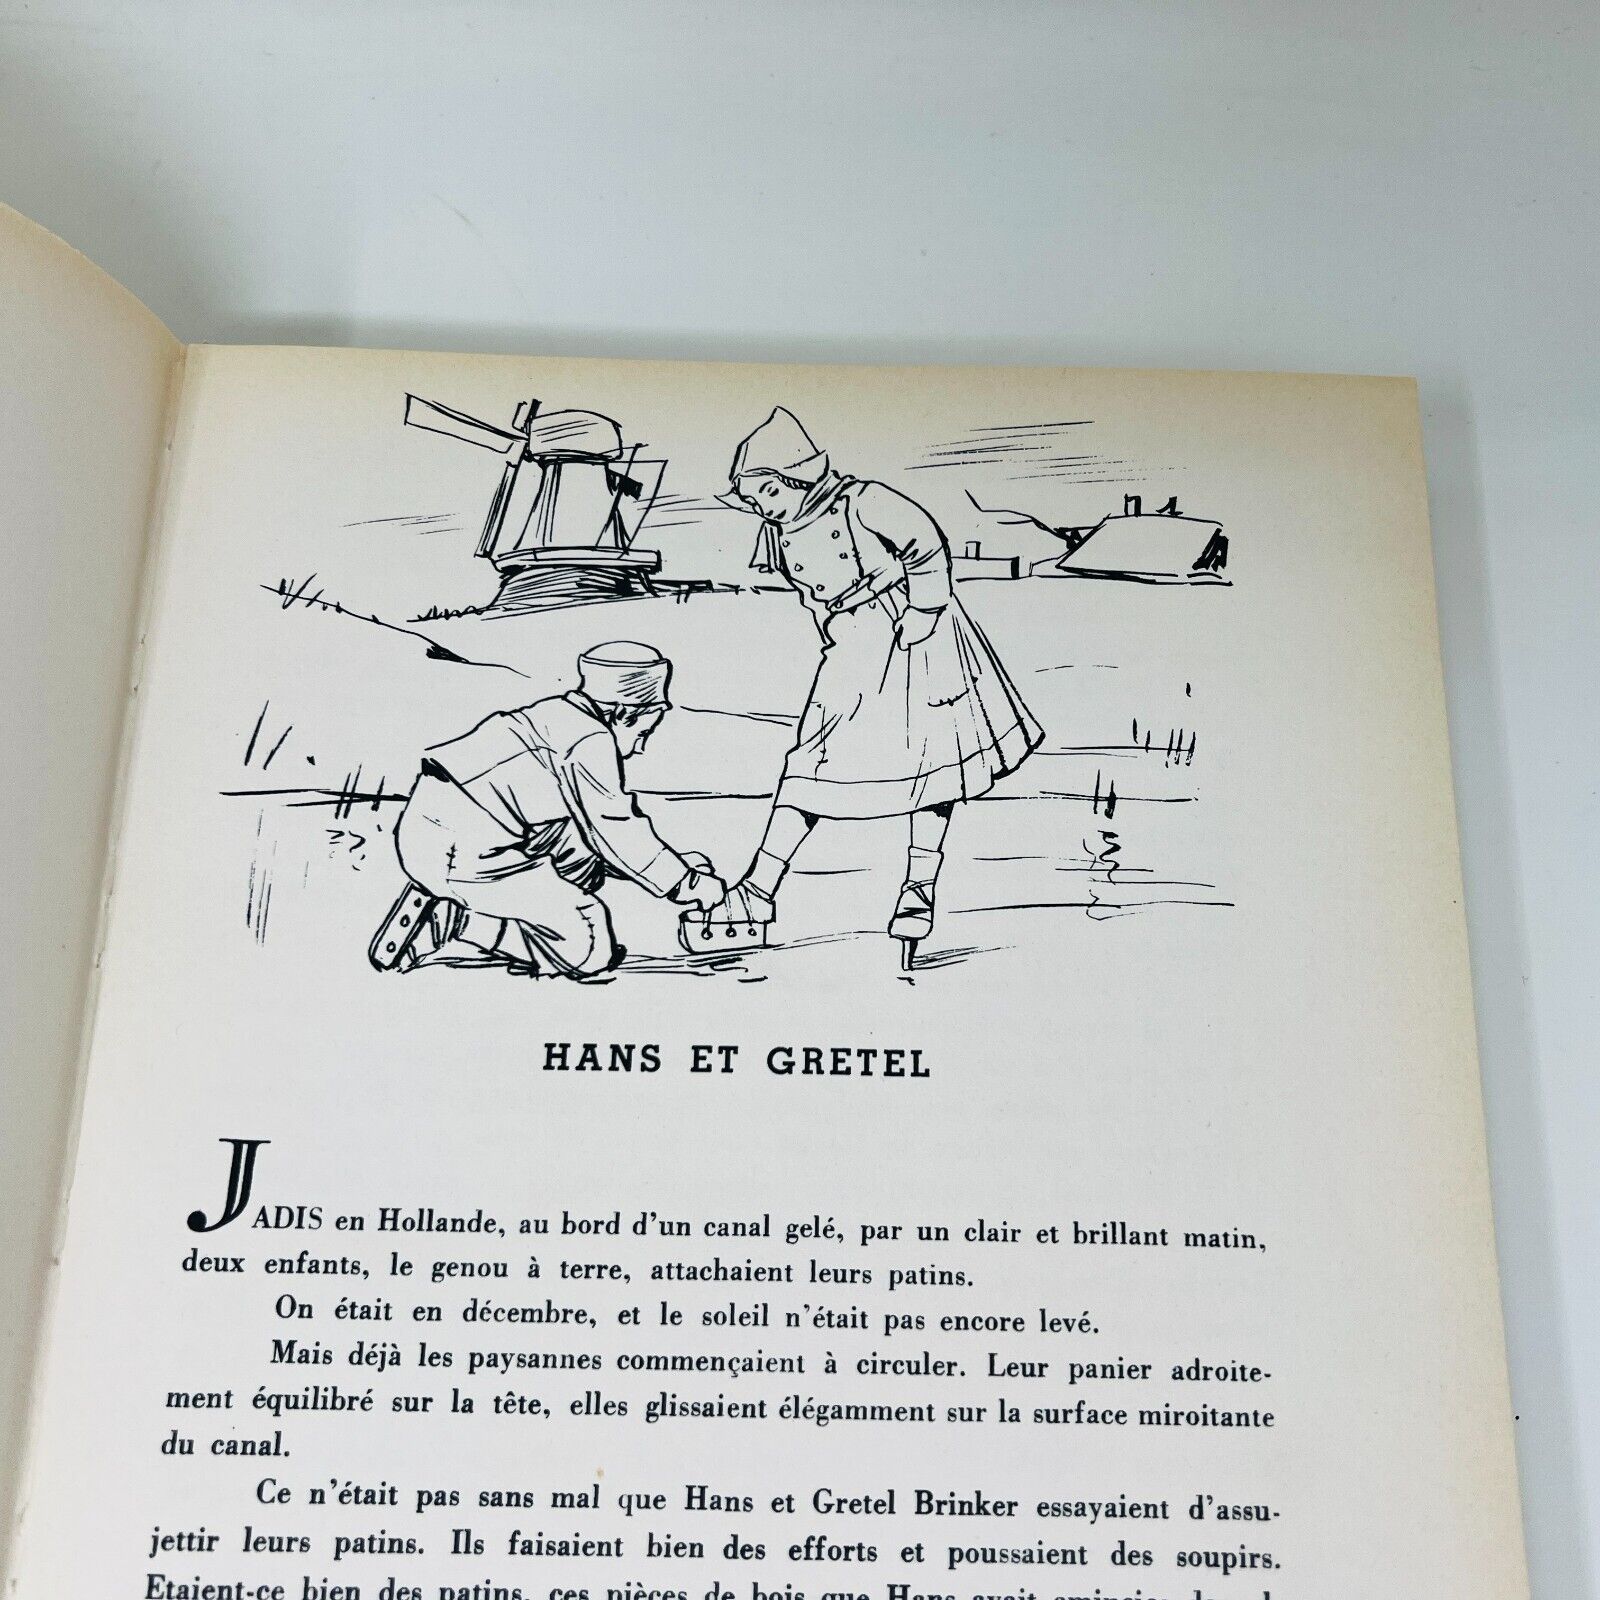 HANS ET GRETEL
JADIS en Hollande, au bord d'un canal gelé, par un clair et brillant matin,
deux enfants, le genou à terre, attachaient leurs patins.
On était en décembre, et le soleil n'était pas encore levé.
Mais déjà les paysannes commençaient à circuler. Leur panier adroite-
ment équilibré sur la tête, elles glissaient élégamment sur la surface miroitante
du canal.
Ce n'était pas sans mal que Hans et Gretel Brinker essayaient d'assu-
jettir leurs patins. Ils faisaient bien des efforts et poussaient des soupirs.
Etaient-ce bien des patins, ces pièces de bois que Hans avait